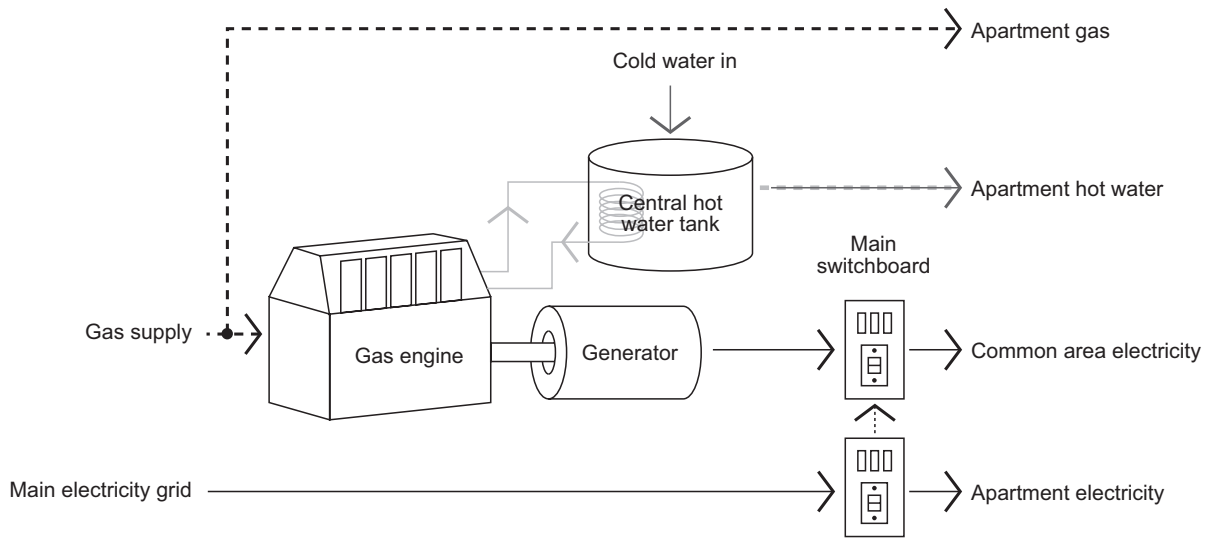 Apartment gas
Cold water in
Central hot
water tank
Apartment hot water
Main
switchboard
Gas supply
Gas engine
Generator
Common area electricity
Main electricity grid
Apartment electricity